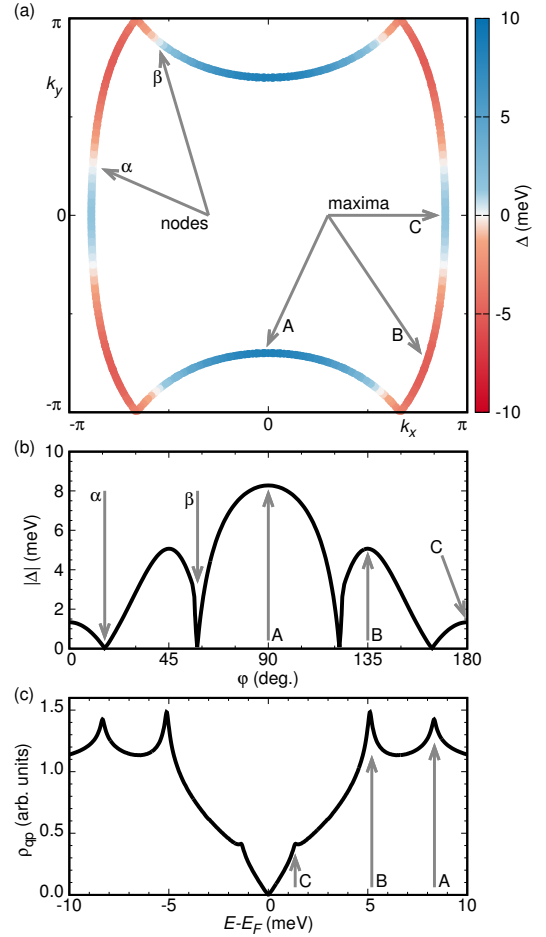 (a)
π
k_y
0
-π
-π
0
k_x
π
β
α
nodes
maxima
C
A
B
10
5
0
-5
-10
Δ (meV)
(b)
10
8
6
4
2
0
|Δ| (meV)
α
β
A
B
C
0
45
90
135
180
φ (deg.)
(c)
1.5
1.0
0.5
0.0
ρ_qp (arb. units)
C
B
A
-10
-5
0
5
10
E-E_F (meV)